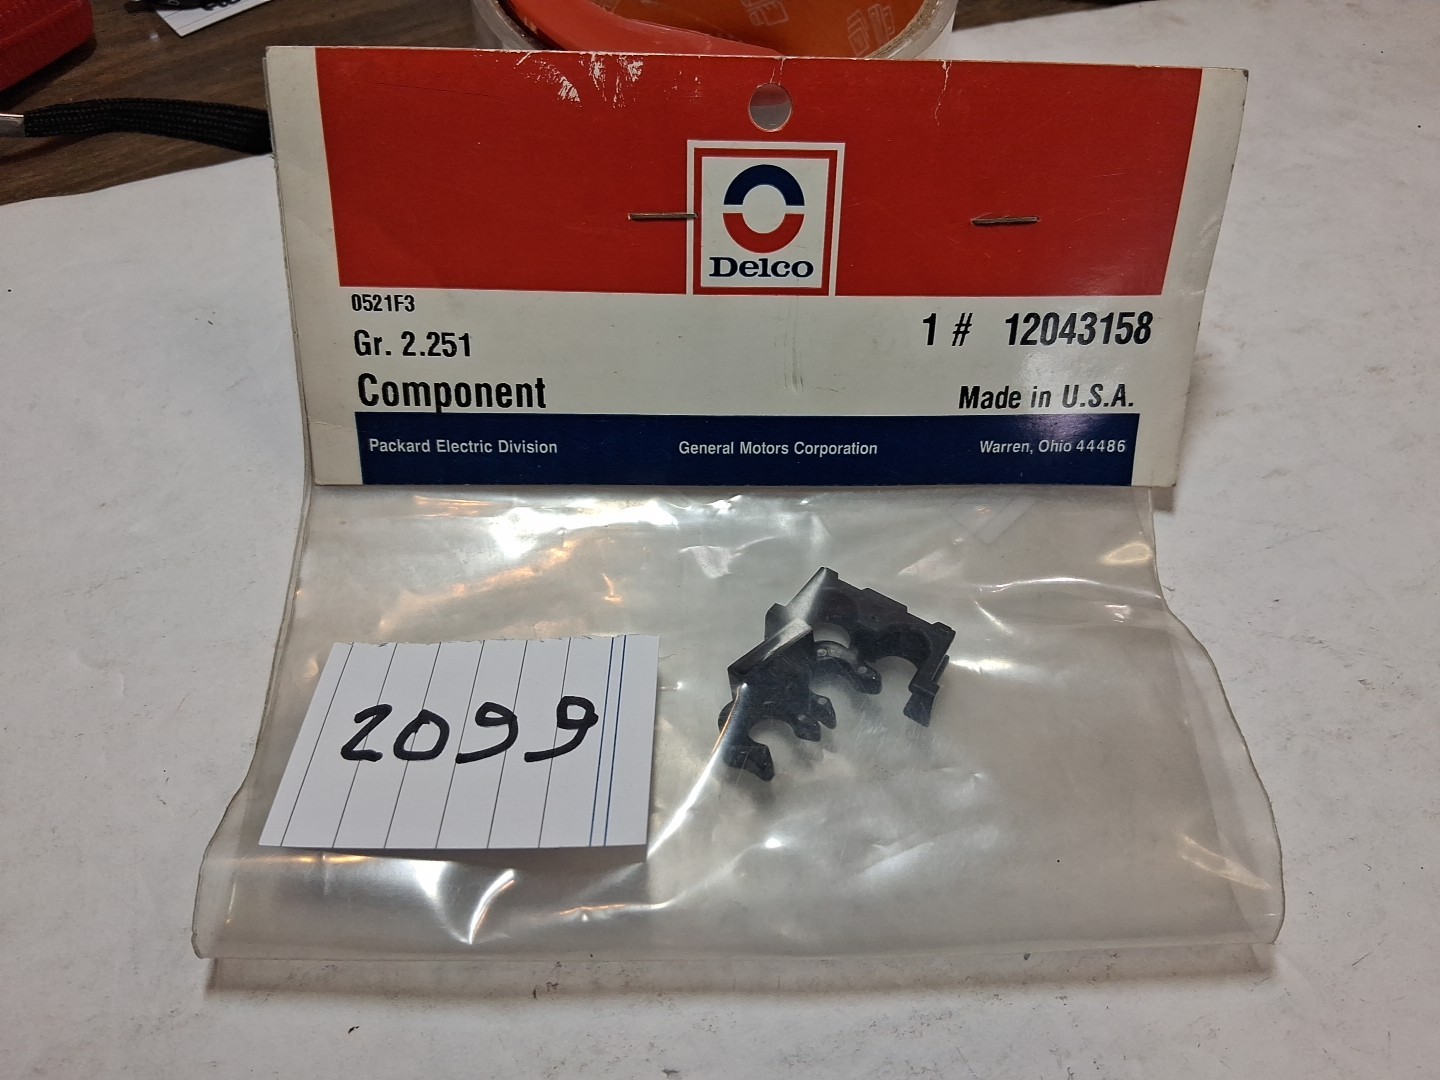 Delco
0521F3
Gr. 2.251
1 # 12043158
Component
Made in U.S.A.
Packard Electric Division
General Motors Corporation
Warren, Ohio 44486
2099